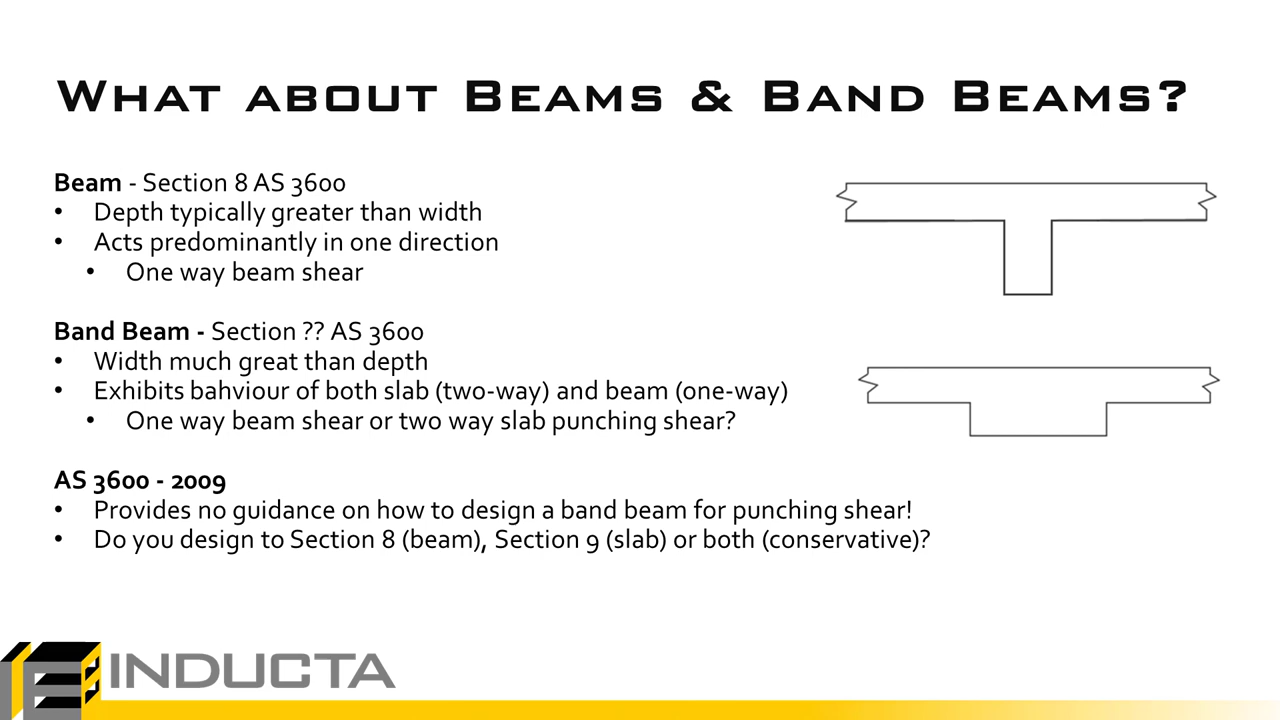 What about Beams & Band Beams?
Beam - Section 8 AS 3600
• Depth typically greater than width
• Acts predominantly in one direction
• One way beam shear
Band Beam - Section ?? AS 3600
• Width much great than depth
• Exhibits bahviour of both slab (two-way) and beam (one-way)
• One way beam shear or two way slab punching shear?
AS 3600 - 2009
• Provides no guidance on how to design a band beam for punching shear!
• Do you design to Section 8 (beam), Section 9 (slab) or both (conservative)?
INDUCTA